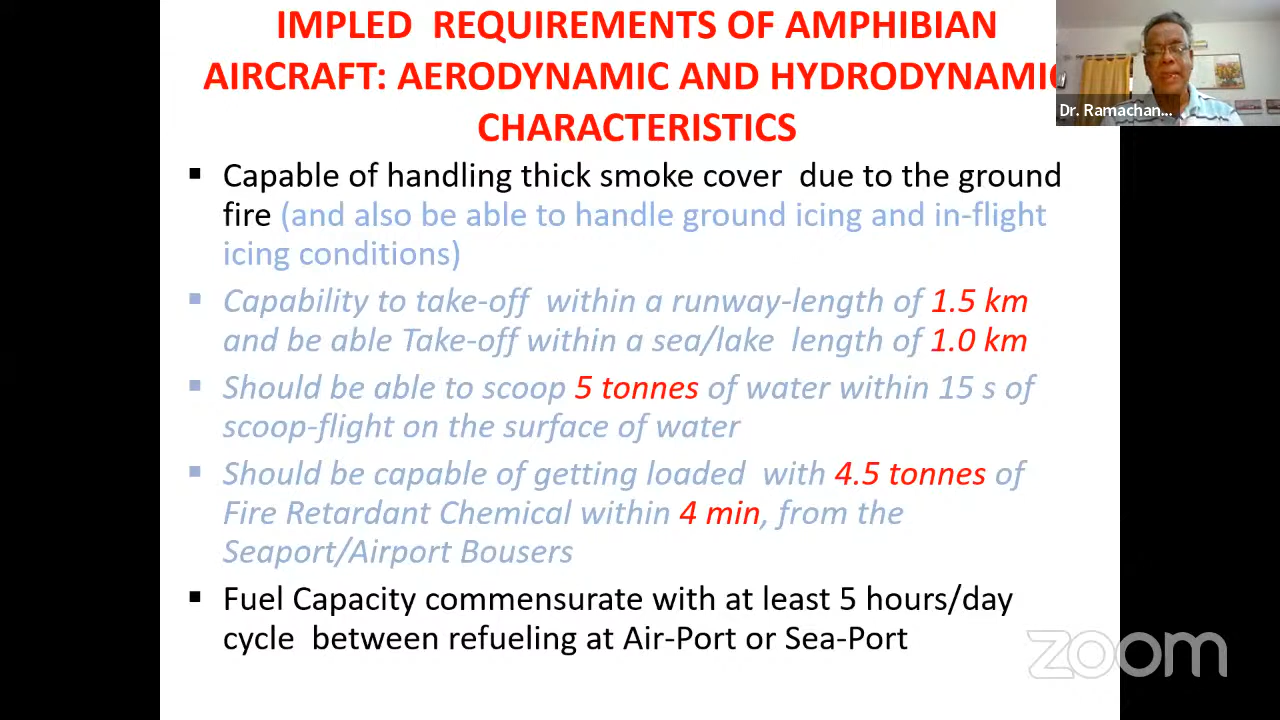 IMPLED REQUIREMENTS OF AMPHIBIAN
AIRCRAFT: AERODYNAMIC AND HYDRODYNAMIC
CHARACTERISTICS
Dr. Ramachan...
▪ Capable of handling thick smoke cover due to the ground
fire (and also be able to handle ground icing and in-flight
icing conditions)
▪ Capability to take-off within a runway-length of 1.5 km
and be able Take-off within a sea/lake length of 1.0 km
▪ Should be able to scoop 5 tonnes of water within 15 s of
scoop-flight on the surface of water
▪ Should be capable of getting loaded with 4.5 tonnes of
Fire Retardant Chemical within 4 min, from the
Seaport/Airport Bousers
▪ Fuel Capacity commensurate with at least 5 hours/day
cycle between refueling at Air-Port or Sea-Port
zoom